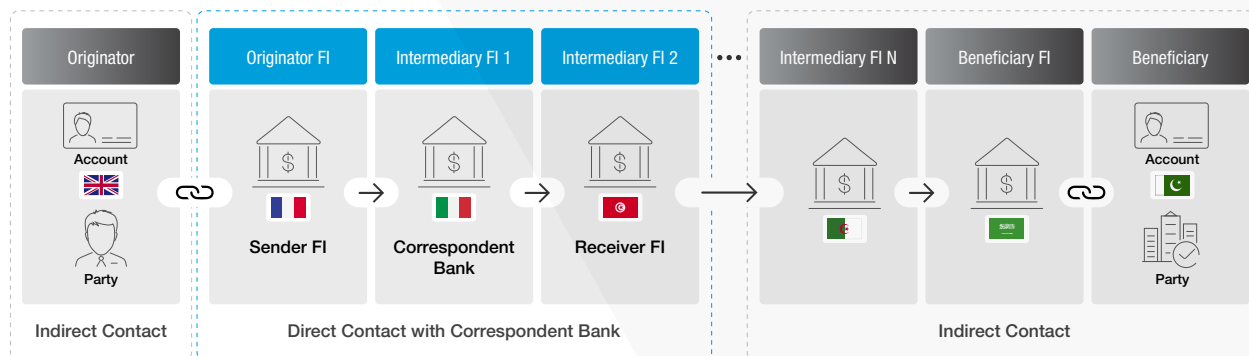 Originator
Originator FI
Intermediary FI 1
Intermediary FI 2
...
Intermediary FI N
Beneficiary FI
Beneficiary
Account
Party
$
Sender FI
$
Correspondent
Bank
$
Receiver FI
$
$
Account
Party
Indirect Contact
Direct Contact with Correspondent Bank
Indirect Contact